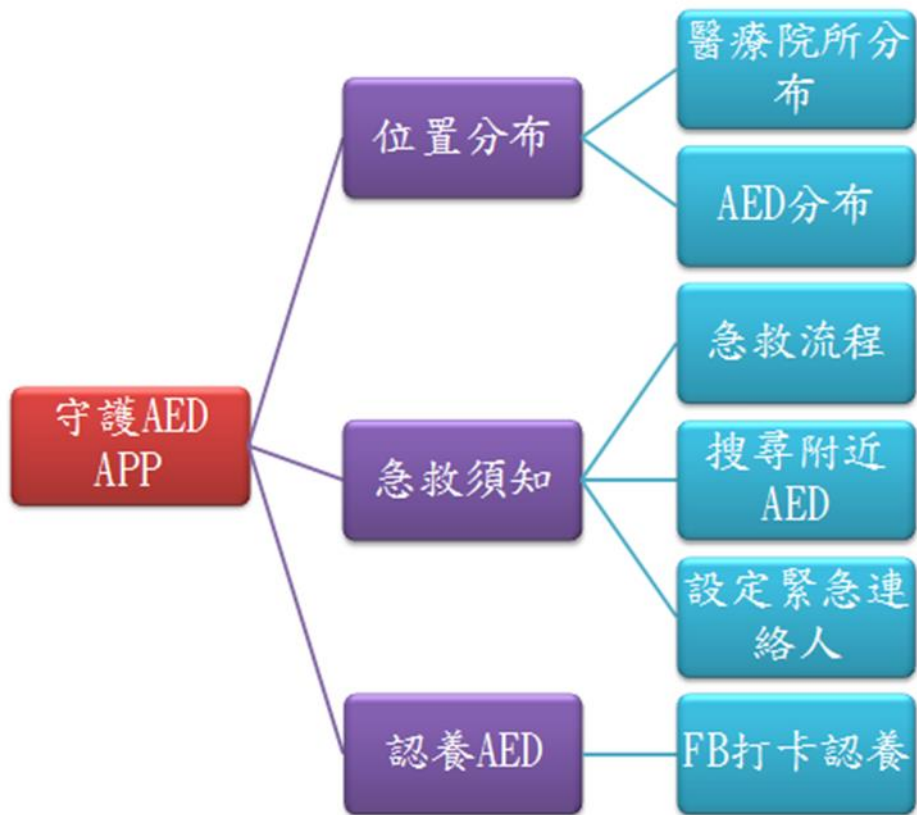 守護AED
APP
位置分布
醫療院所分
布
AED分布
急救須知
急救流程
搜尋附近
AED
設定緊急連
絡人
認養AED
FB打卡認養